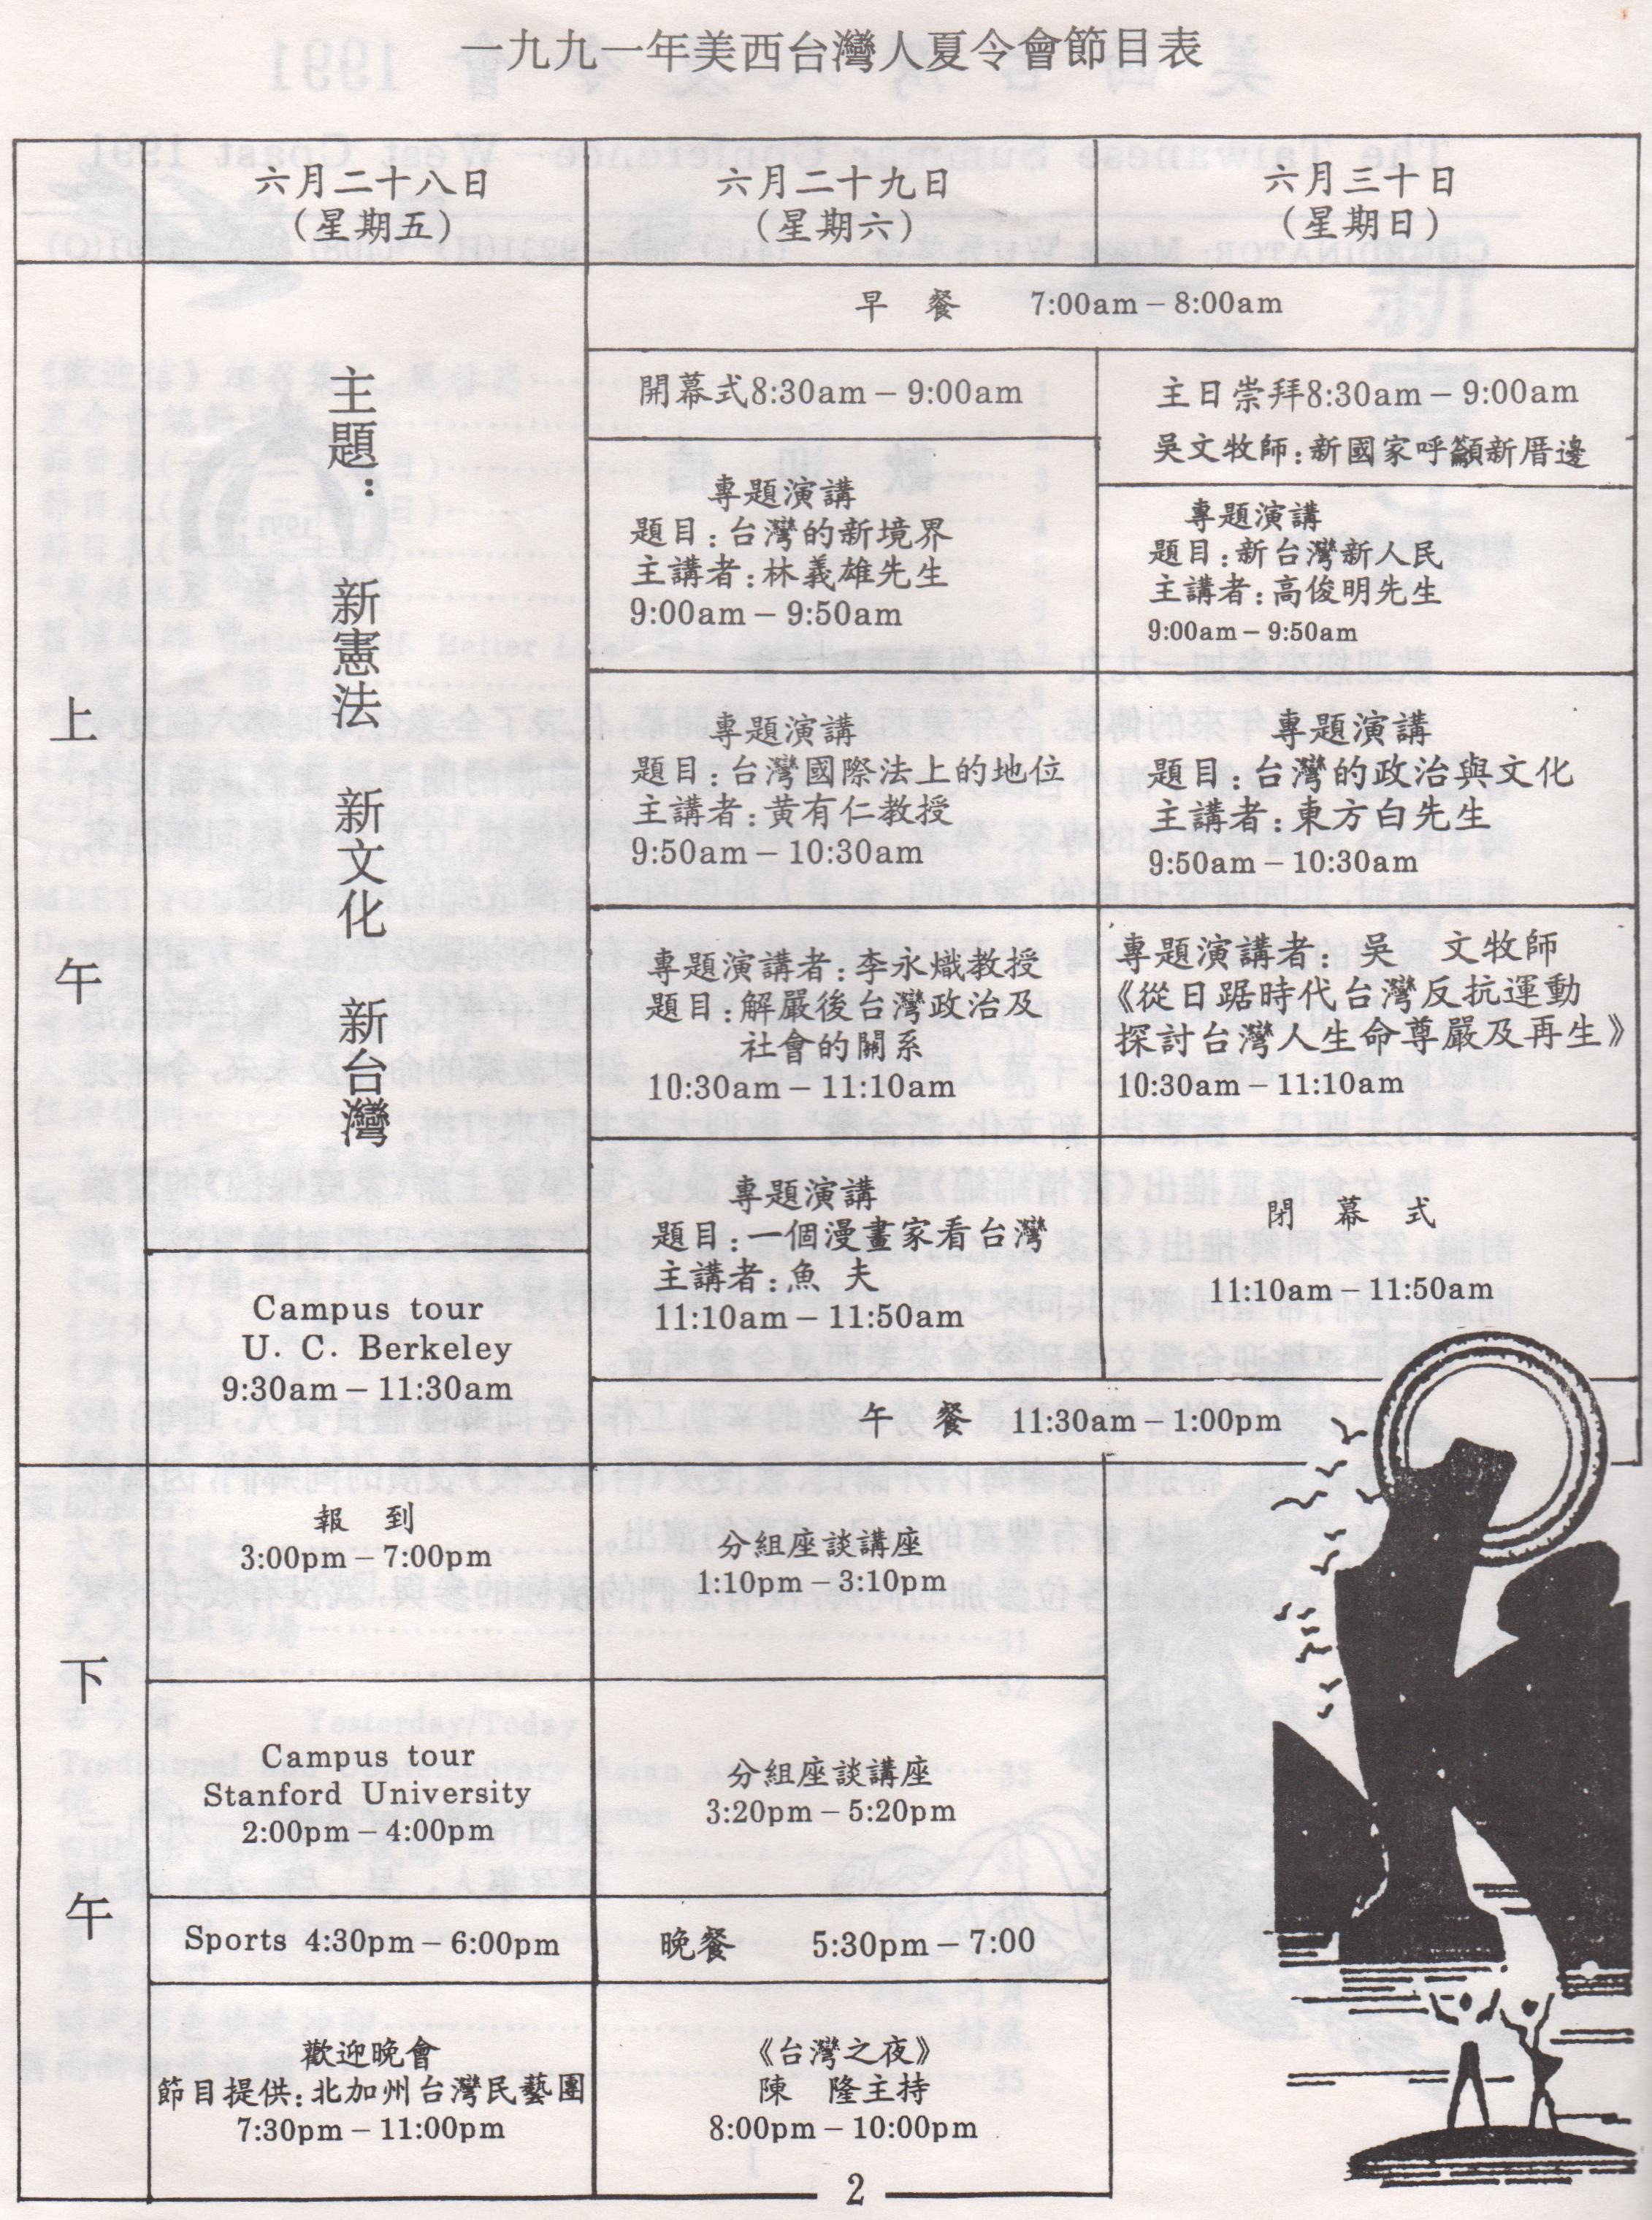 一九九一年美西台灣人夏令會節目表
六月二十八日
(星期五)
六月二十九日
(星期六)
六月三十日
(星期日)
上午
主題：新憲法 新文化 新台灣
Campus tour
U. C. Berkeley
9:30am－11:30am
早 餐 7:00am－8:00am
開幕式8:30am－9:00am
主日崇拜8:30am－9:00am
吳文牧師：新國家呼籲新厝邊
專題演講
題目：台灣的新境界
主講者：林義雄先生
9:00am－9:50am
專題演講
題目：新台灣新人民
主講者：高俊明先生
9:00am－9:50am
專題演講
題目：台灣國際法上的地位
主講者：黃有仁教授
9:50am－10:30am
專題演講
題目：台灣的政治與文化
主講者：東方白先生
9:50am－10:30am
專題演講者：李永熾教授
題目：解嚴後台灣政治及
社會的關系
10:30am－11:10am
專題演講者：吳 文牧師
《從日踞時代台灣反抗運動
探討台灣人生命尊嚴及再生》
10:30am－11:10am
專題演講
題目：一個漫畫家看台灣
主講者：魚 夫
11:10am－11:50am
閉 幕 式
11:10am－11:50am
午 餐 11:30am－1:00pm
下午
報 到
3:00pm－7:00pm
分組座談講座
1:10pm－3:10pm
Campus tour
Stanford University
2:00pm－4:00pm
分組座談講座
3:20pm－5:20pm
Sports 4:30pm－6:00pm
晚餐 5:30pm－7:00
歡迎晚會
節目提供：北加州台灣民藝團
7:30pm－11:00pm
《台灣之夜》
陳 隆主持
8:00pm－10:00pm
2